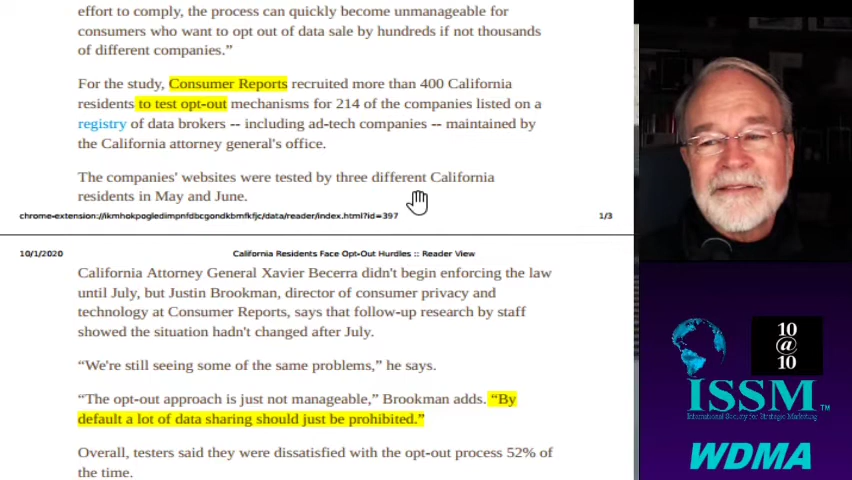 effort to comply, the process can quickly become unmanageable for
consumers who want to opt out of data sale by hundreds if not thousands
of different companies.”
For the study, Consumer Reports recruited more than 400 California
residents to test opt-out mechanisms for 214 of the companies listed on a
registry of data brokers -- including ad-tech companies -- maintained by
the California attorney general's office.
The companies' websites were tested by three different California
residents in May and June.
chrome-extension://ikmhokpogledimpnfdbcgondkbmfkfjc/data/reader/index.html?id=397 1/3
10/1/2020 California Residents Face Opt-Out Hurdles :: Reader View
California Attorney General Xavier Becerra didn't begin enforcing the law
until July, but Justin Brookman, director of consumer privacy and
technology at Consumer Reports, says that follow-up research by staff
showed the situation hadn't changed after July.
“We're still seeing some of the same problems,” he says.
“The opt-out approach is just not manageable,” Brookman adds. “By
default a lot of data sharing should just be prohibited.”
Overall, testers said they were dissatisfied with the opt-out process 52% of
the time.
10
@
10
ISSM™
International Society for Strategic Marketing
WDMA